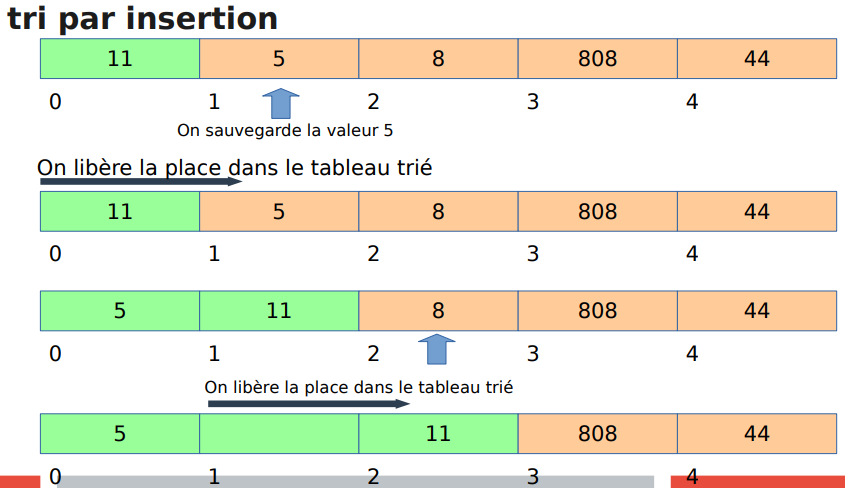 tri par insertion
11 5 8 808 44
0 1 2 3 4
On sauvegarde la valeur 5
On libère la place dans le tableau trié
11 5 8 808 44
0 1 2 3 4
5 11 8 808 44
0 1 2 3 4
On libère la place dans le tableau trié
5 11 808 44
0 1 2 3 4